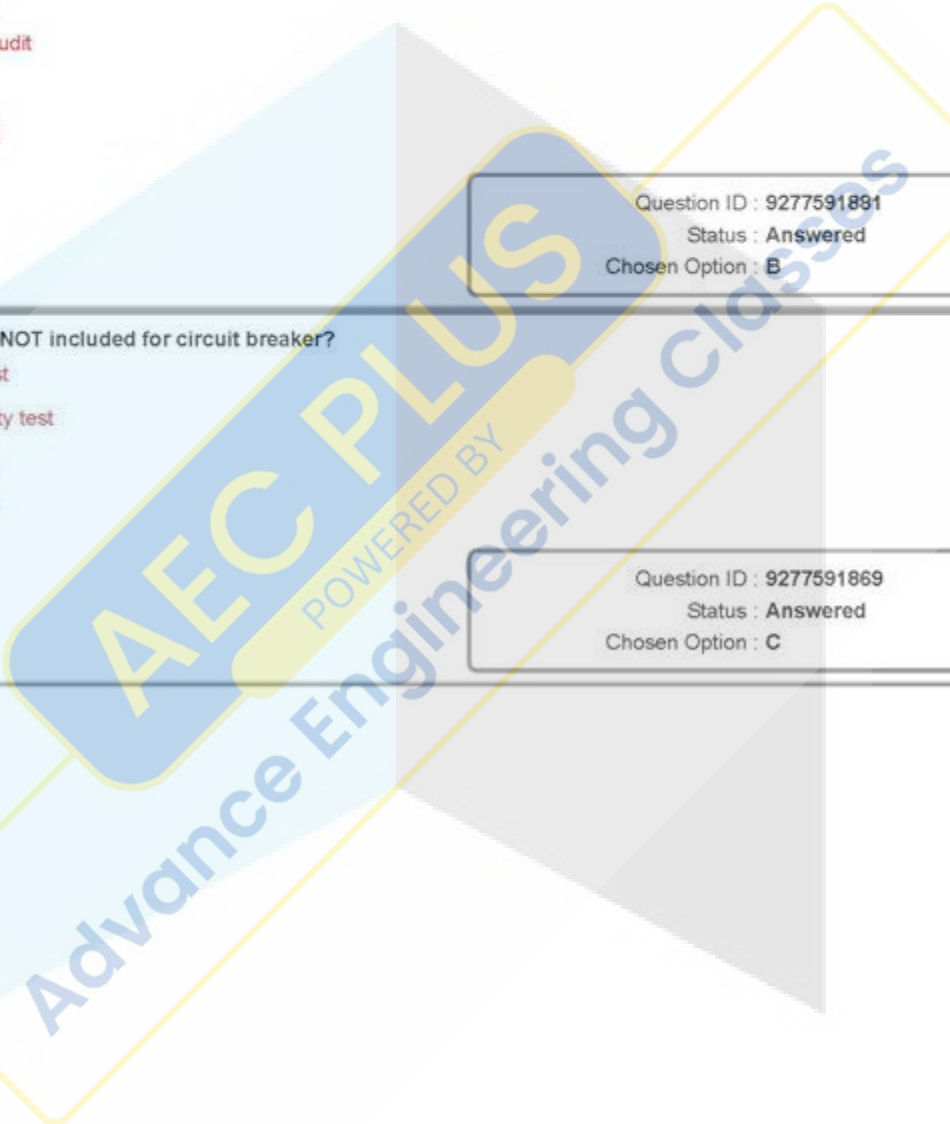 udit
Question ID : 9277591881
Status : Answered
Chosen Option : B
NOT included for circuit breaker?
st
ty test
Question ID : 9277591869
Status : Answered
Chosen Option : C
AEC PLUS
POWERED BY
Advance Engineering Classes